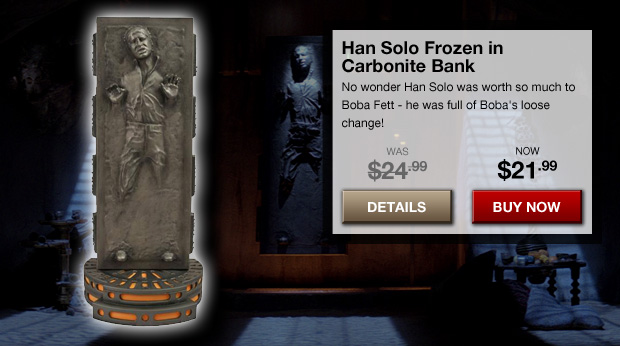 Han Solo Frozen in
Carbonite Bank
No wonder Han Solo was worth so much to
Boba Fett - he was full of Boba's loose
change!
WAS NOW
$24.99 $21.99
DETAILS BUY NOW